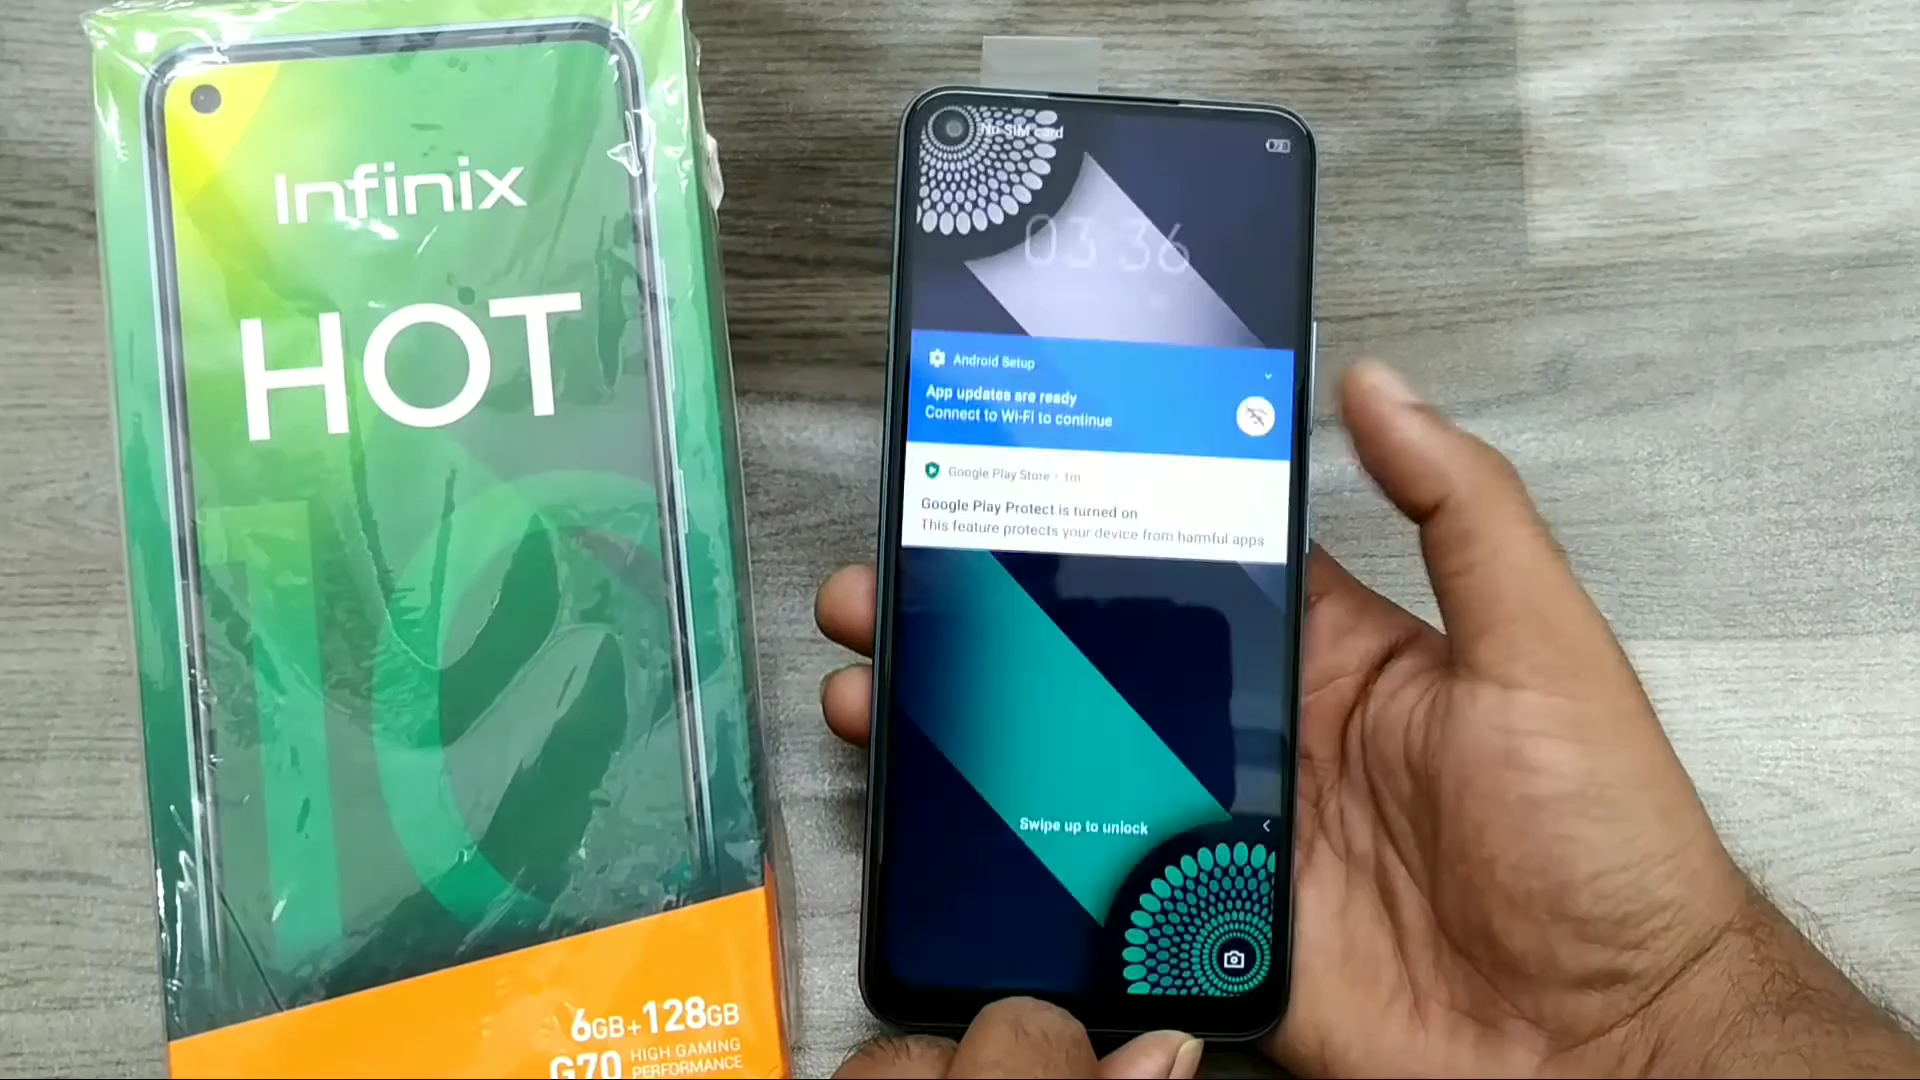 Infinix
HOT
10
6GB+128GB
G70
HIGH GAMING
PERFORMANCE
No SIM card
03:36
Android Setup
App updates are ready
Connect to Wi-Fi to continue
Google Play Store • 1m
Google Play Protect is turned on
This feature protects your device from harmful apps
Swipe up to unlock